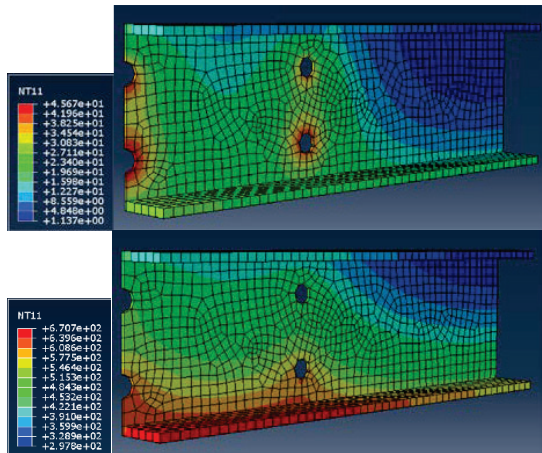 NT11
+4.567e+01
+4.196e+01
+3.825e+01
+3.454e+01
+3.083e+01
+2.711e+01
+2.340e+01
+1.969e+01
+1.598e+01
+1.227e+01
+8.559e+00
+4.848e+00
+1.137e+00
NT11
+6.707e+02
+6.396e+02
+6.086e+02
+5.775e+02
+5.464e+02
+5.153e+02
+4.843e+02
+4.532e+02
+4.221e+02
+3.910e+02
+3.599e+02
+3.289e+02
+2.978e+02